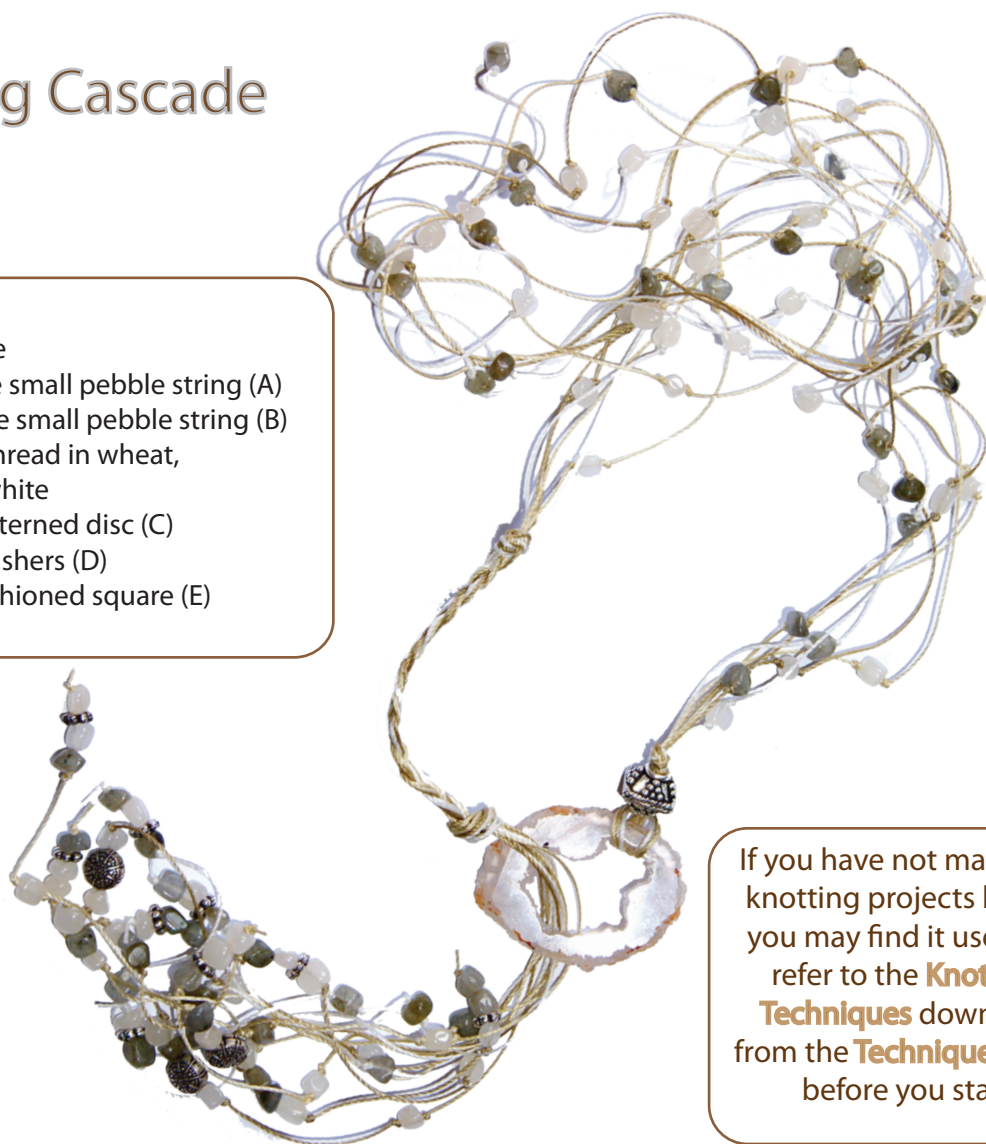 g Cascade
e
e small pebble string (A)
e small pebble string (B)
hread in wheat,
white
terned disc (C)
shers (D)
hioned square (E)
If you have not ma
knotting projects
you may find it use
refer to the Knot
Techniques down
from the Technique
before you sta